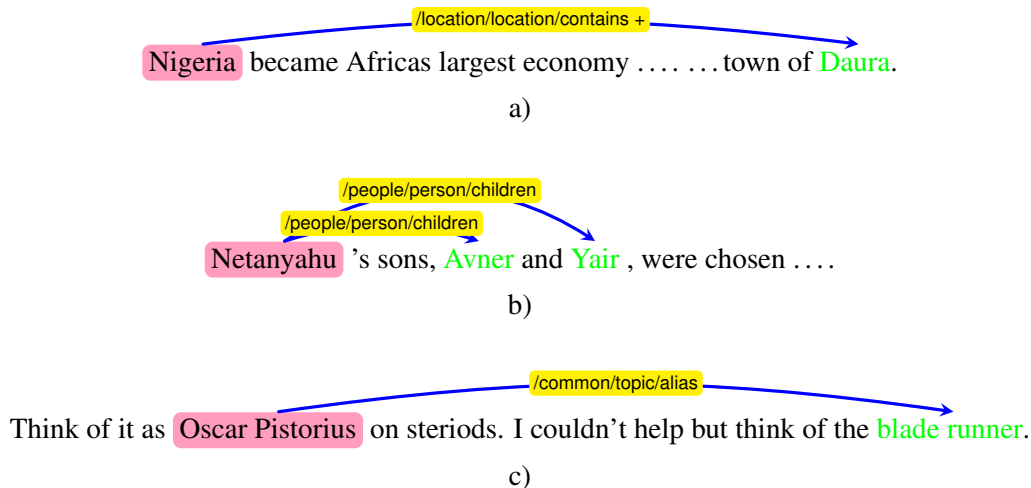 /location/location/contains +
Nigeria became Africas largest economy .... ... town of Daura.
a)
/people/person/children
/people/person/children
Netanyahu 's sons, Avner and Yair , were chosen ....
b)
/common/topic/alias
Think of it as Oscar Pistorius on steriods. I couldn't help but think of the blade runner.
c)